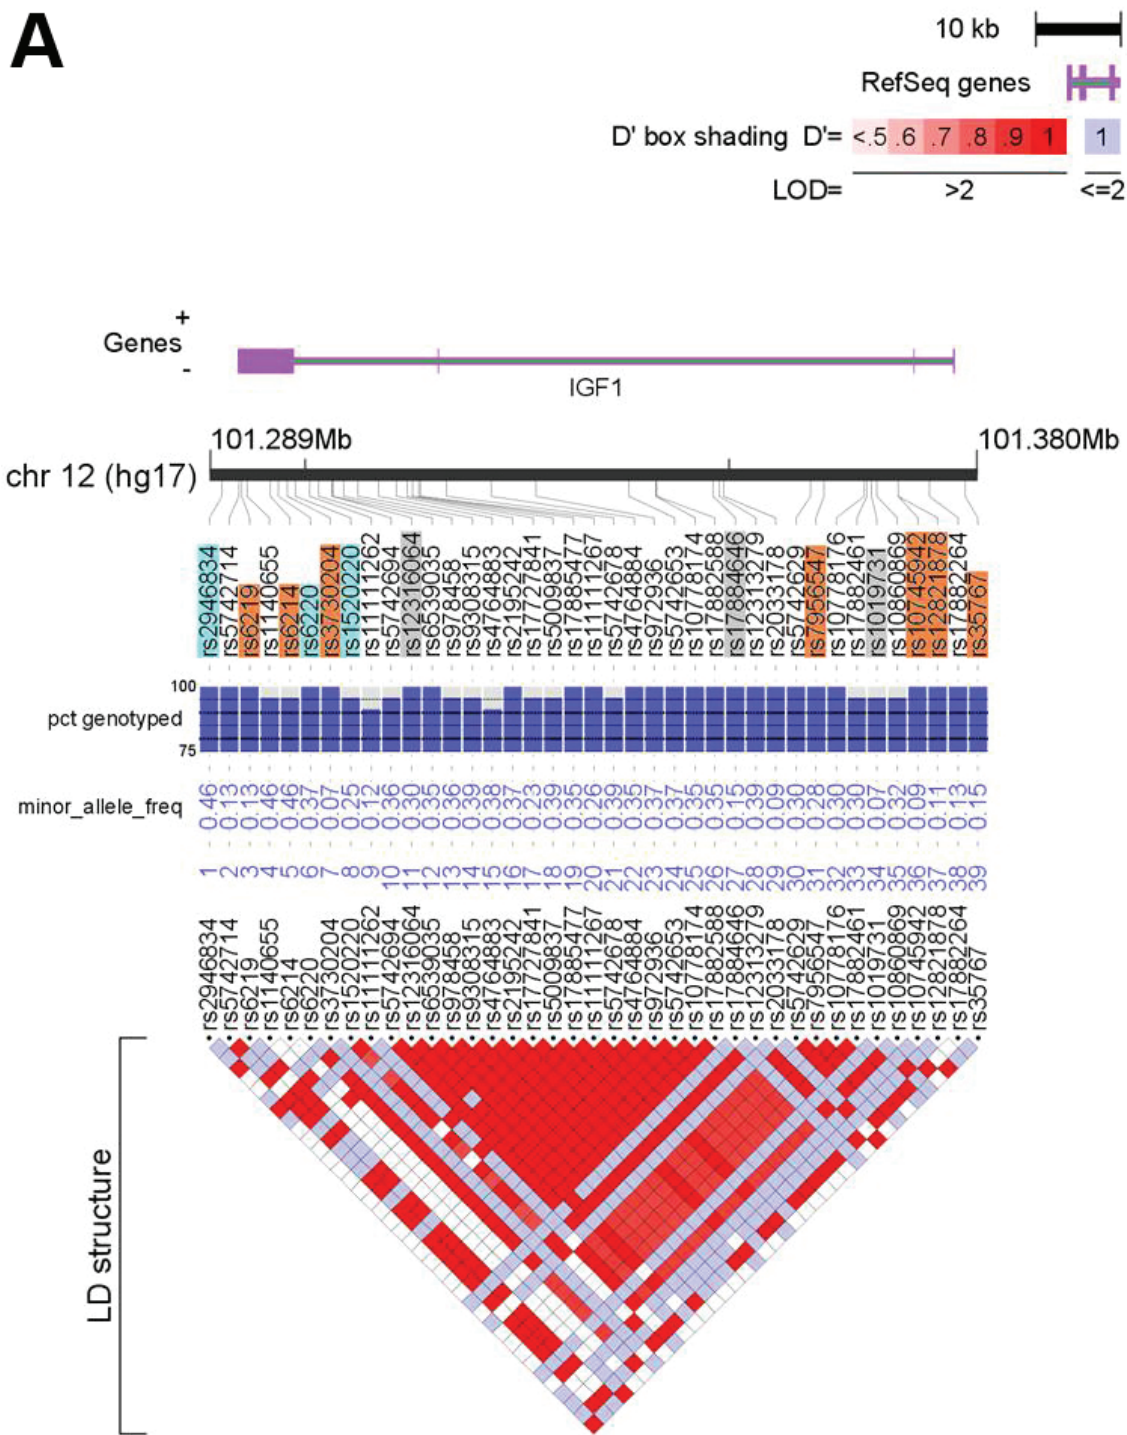 A
10 kb
RefSeq genes
D' box shading D'= <.5 .6 .7 .8 .9 1 1
LOD= >2 <=2
+
Genes
-
IGF1
101.289Mb 101.380Mb
chr 12 (hg17)
rs2946834 rs5742714 rs6219 rs1140655 rs6214 rs6220 rs3730204 rs1520220 rs11111262 rs5742694 rs12316064 rs6539035 rs978458 rs9308315 rs4764883 rs2195242 rs17727841 rs5009837 rs17885477 rs11111267 rs5742678 rs4764884 rs972936 rs5742653 rs10778174 rs17882588 rs17884646 rs12313279 rs2033178 rs5742629 rs7956547 rs10778176 rs17882461 rs1019731 rs10860869 rs10745942 rs12821878 rs17882264 rs35767
100
pct genotyped
75
minor_allele_freq 0.46 0.13 0.13 0.46 0.46 0.37 0.07 0.25 0.12 0.36 0.30 0.35 0.36 0.39 0.38 0.37 0.23 0.39 0.35 0.26 0.39 0.35 0.37 0.37 0.35 0.35 0.15 0.39 0.09 0.30 0.28 0.30 0.30 0.07 0.32 0.09 0.11 0.13 0.15
1 2 3 4 5 6 7 8 9 10 11 12 13 14 15 16 17 18 19 20 21 22 23 24 25 26 27 28 29 30 31 32 33 34 35 36 37 38 39
rs2946834 rs5742714 rs6219 rs1140655 rs6214 rs6220 rs3730204 rs1520220 rs11111262 rs5742694 rs12316064 rs6539035 rs978458 rs9308315 rs4764883 rs2195242 rs17727841 rs5009837 rs17885477 rs11111267 rs5742678 rs4764884 rs972936 rs5742653 rs10778174 rs17882588 rs17884646 rs12313279 rs2033178 rs5742629 rs7956547 rs10778176 rs17882461 rs1019731 rs10860869 rs10745942 rs12821878 rs17882264 rs35767
LD structure